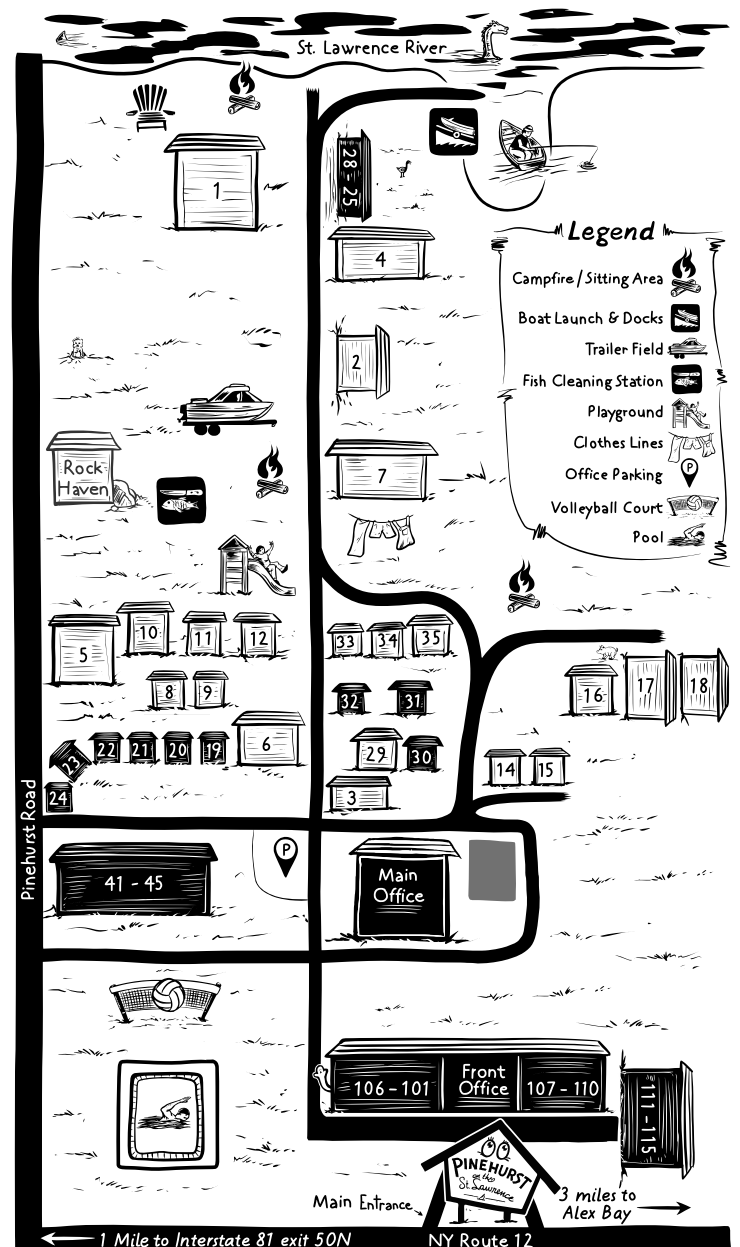 St. Lawrence River
1
28 - 25
4
Legend
Campfire/Sitting Area
Boat Launch & Docks
Trailer Field
Fish Cleaning Station
Playground
Clothes Lines
Office Parking
P
Volleyball Court
Pool
2
Rock
Haven
7
5
10
11
12
8
9
33
34
35
32
31
16
17
18
23
22
21
20
19
6
29
30
24
3
14
15
Pinehurst Road
41 - 45
P
Main
Office
106 - 101
Front
Office
107 - 110
111 - 115
PINEHURST
on the
St. Lawrence
Main Entrance
3 miles to
Alex Bay
1 Mile to Interstate 81 exit 50N
NY Route 12